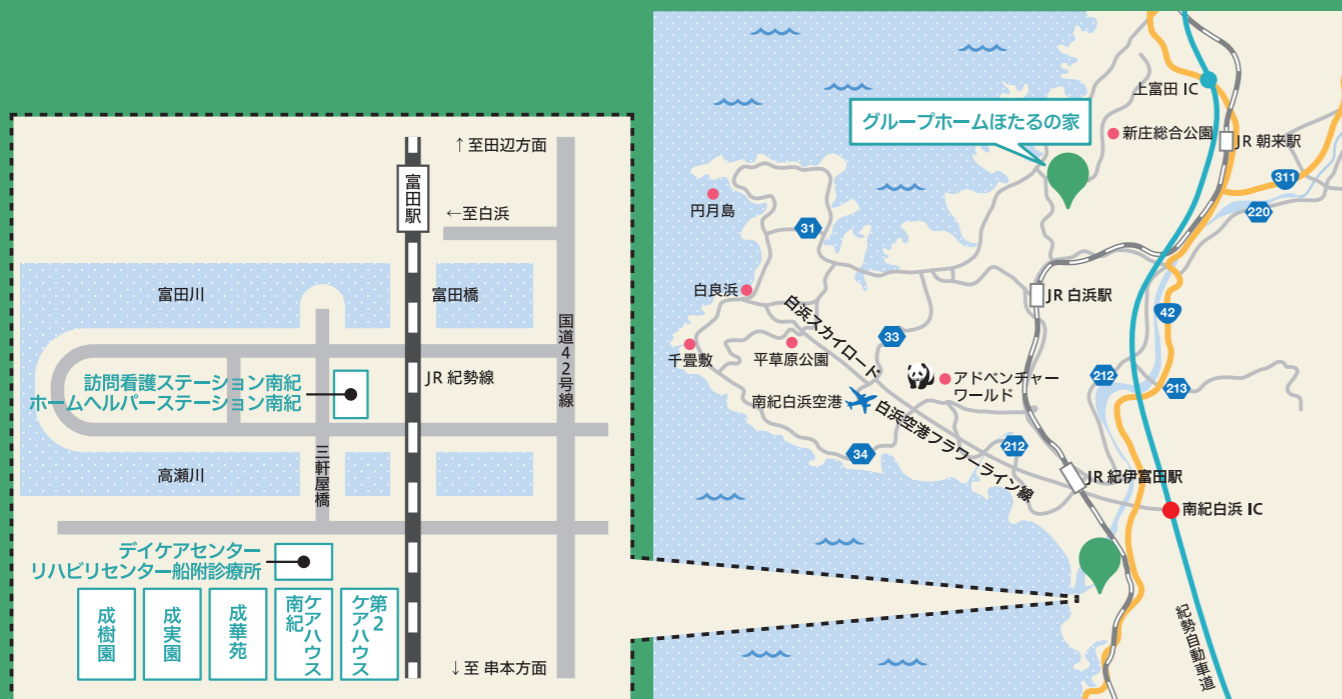 ↑至田辺方面
富田駅
←至白浜
富田川
富田橋
国道42号線
JR 紀勢線
訪問看護ステーション南紀
ホームヘルパーステーション南紀
三軒屋橋
高瀬川
デイケアセンター
リハビリセンター船附診療所
成樹園
成実園
成華苑
ケアハウス
南紀
第2
ケアハウス
↓至 串本方面
上富田 IC
グループホームほたるの家
新庄総合公園
JR 朝来駅
311
220
円月島
31
白良浜
JR 白浜駅
白浜スカイロード
42
33
千畳敷
平草原公園
アドベンチャー
ワールド
212
213
南紀白浜空港
白浜空港フラワーライン線
34
212
JR 紀伊富田駅
南紀白浜 IC
紀勢自動車道